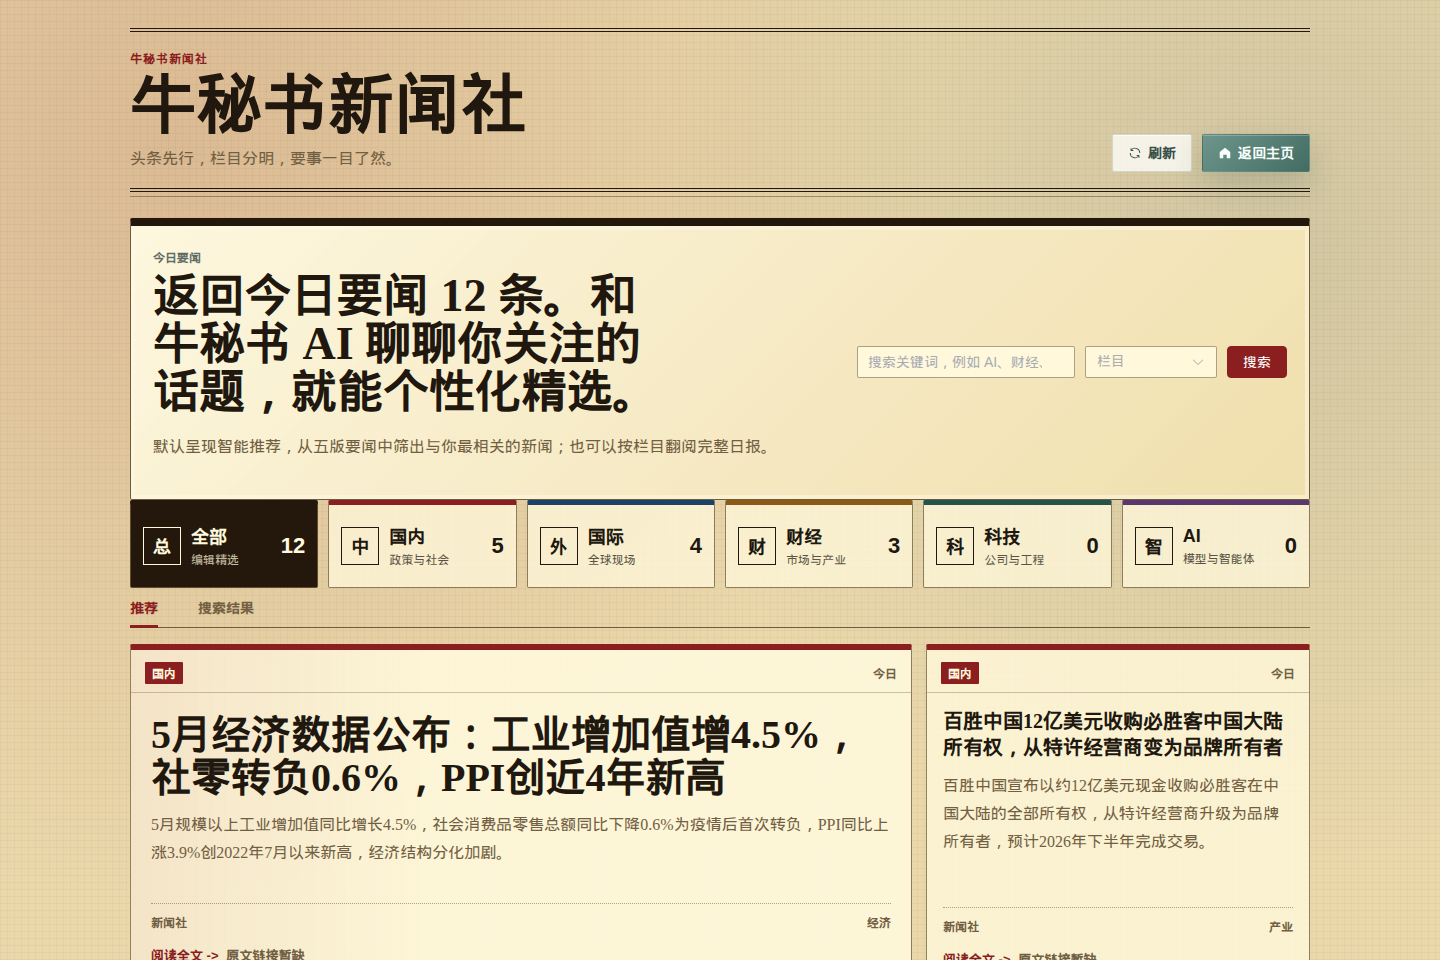 牛秘书新闻社
牛秘书新闻社
头条先行，栏目分明，要事一目了然。
刷新
返回主页
今日要闻
返回今日要闻 12 条。和
牛秘书 AI 聊聊你关注的
话题，就能个性化精选。
默认呈现智能推荐，从五版要闻中筛出与你最相关的新闻；也可以按栏目翻阅完整日报。
搜索关键词，例如 AI、财经、
栏目
搜索
总
全部
编辑精选
12
中
国内
政策与社会
5
外
国际
全球现场
4
财
财经
市场与产业
3
科
科技
公司与工程
0
智
AI
模型与智能体
0
推荐
搜索结果
国内
今日
5月经济数据公布：工业增加值增4.5%，
社零转负0.6%，PPI创近4年新高
5月规模以上工业增加值同比增长4.5%，社会消费品零售总额同比下降0.6%为疫情后首次转负，PPI同比上
涨3.9%创2022年7月以来新高，经济结构分化加剧。
新闻社
经济
阅读全文 -> 原文链接暂缺
国内
今日
百胜中国12亿美元收购必胜客中国大陆
所有权，从特许经营商变为品牌所有者
百胜中国宣布以约12亿美元现金收购必胜客在中
国大陆的全部所有权，从特许经营商升级为品牌
所有者，预计2026年下半年完成交易。
新闻社
产业
阅读全文 -> 原文链接暂缺